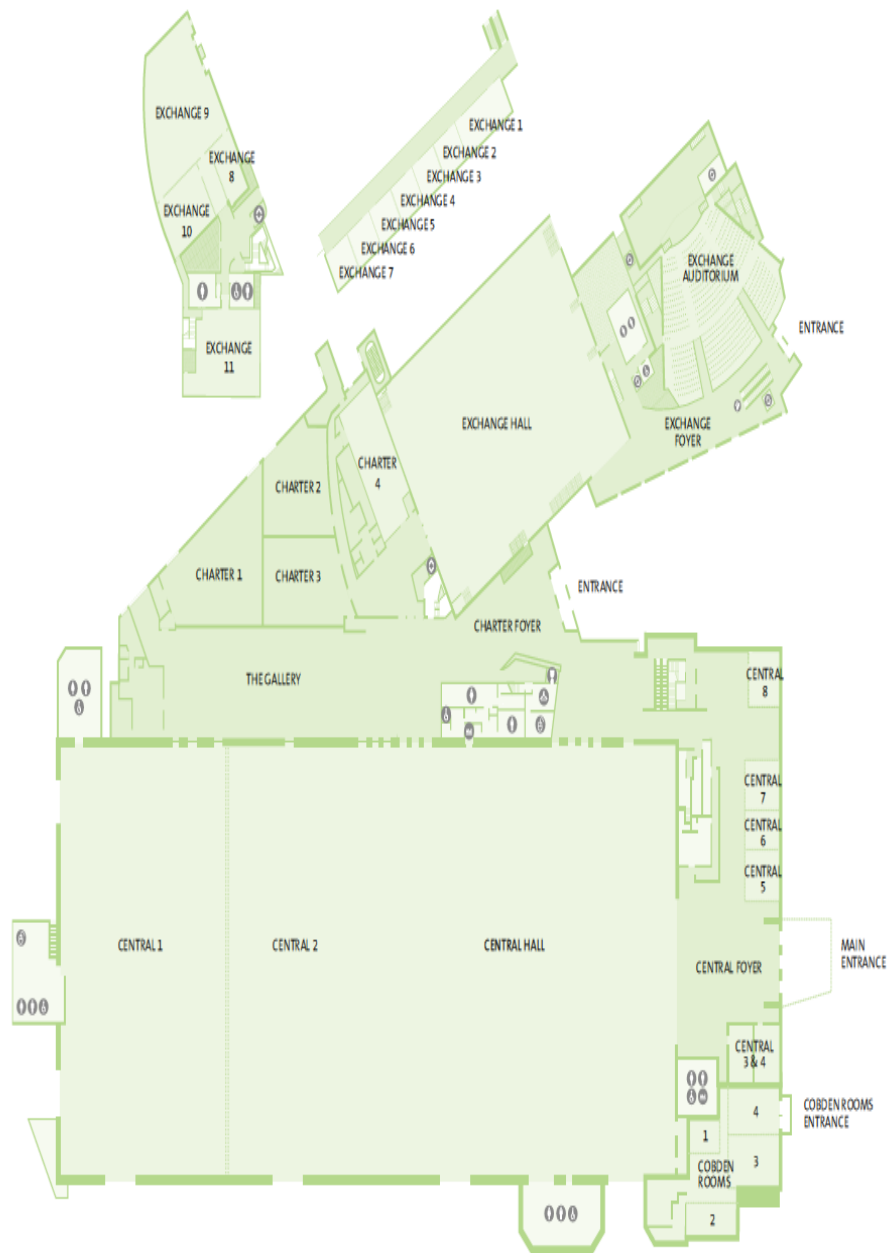 EXCHANGE 9
EXCHANGE
8
EXCHANGE
10
EXCHANGE
11
EXCHANGE 1
EXCHANGE 2
EXCHANGE 3
EXCHANGE 4
EXCHANGE 5
EXCHANGE 6
EXCHANGE 7
EXCHANGE
AUDITORIUM
ENTRANCE
EXCHANGE HALL
EXCHANGE
FOYER
CHARTER
4
CHARTER 2
CHARTER 1
CHARTER 3
ENTRANCE
CHARTER FOYER
THE GALLERY
CENTRAL
8
CENTRAL
7
CENTRAL
6
CENTRAL
5
CENTRAL 1
CENTRAL 2
CENTRAL HALL
CENTRAL FOYER
MAIN
ENTRANCE
CENTRAL
3 & 4
COBDEN ROOMS
ENTRANCE
4
1
3
COBDEN
ROOMS
2